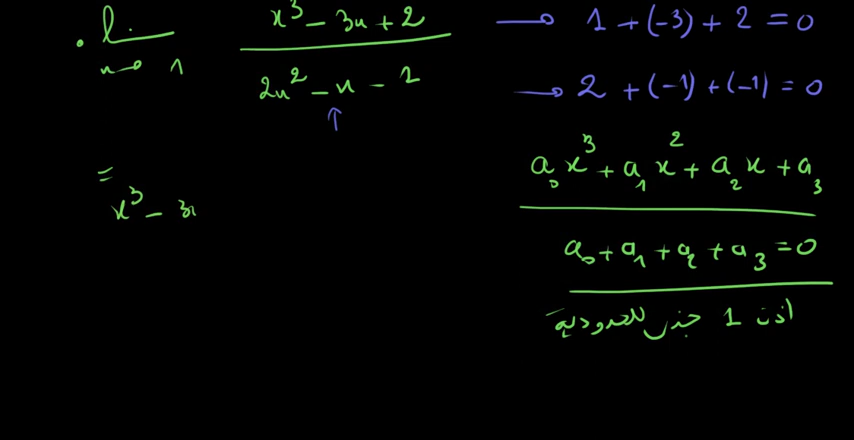 . lim x → 1 (x³ - 3x + 2) / (2x² - x - 1) → 1 + (-3) + 2 = 0
→ 2 + (-1) + (-1) = 0
↑
a₀x³ + a₁x² + a₂x + a₃
=
x³ - 3x
a₀ + a₁ + a₂ + a₃ = 0
اذن 1 جذر للحدودية